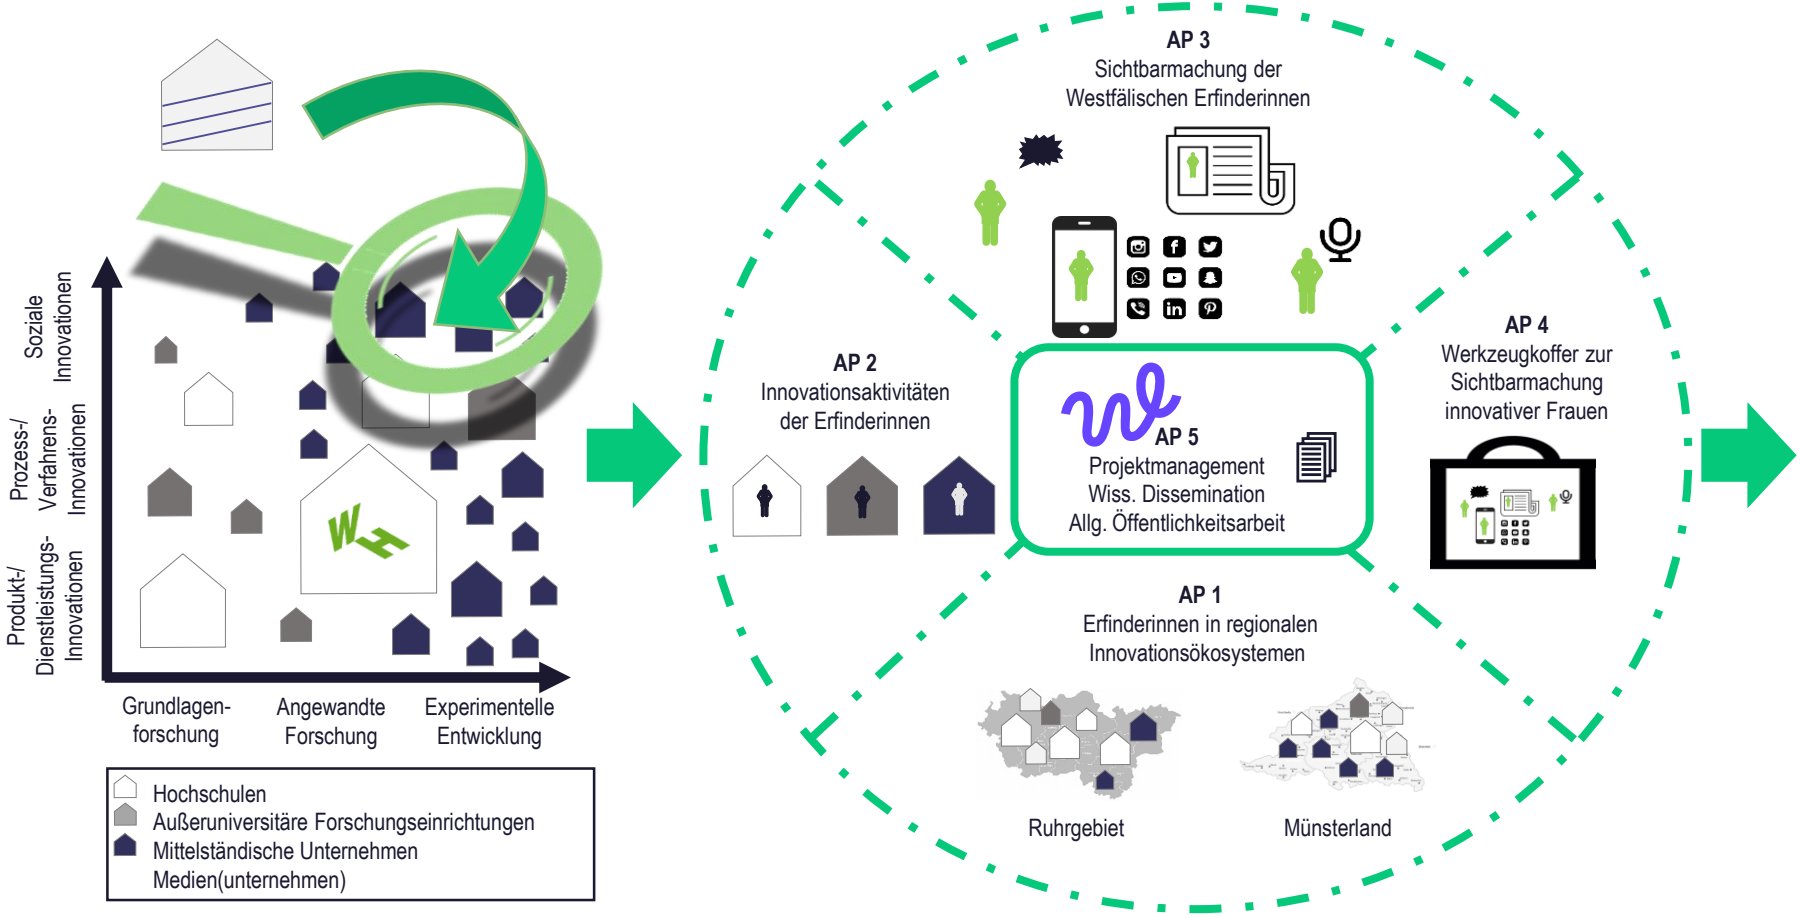 Soziale
Innovationen
Prozess-/
Verfahrens-
Innovationen
Produkt-/
Dienstleistungs-
Innovationen
WH
Grundlagen-
forschung
Angewandte
Forschung
Experimentelle
Entwicklung
Hochschulen
Außeruniversitäre Forschungseinrichtungen
Mittelständische Unternehmen
Medien(unternehmen)
AP 3
Sichtbarmachung der
Westfälischen Erfinderinnen
AP 2
Innovationsaktivitäten
der Erfinderinnen
AP 5
Projektmanagement
Wiss. Dissemination
Allg. Öffentlichkeitsarbeit
AP 4
Werkzeugkoffer zur
Sichtbarmachung
innovativer Frauen
AP 1
Erfinderinnen in regionalen
Innovationsökosystemen
Ruhrgebiet
Münsterland